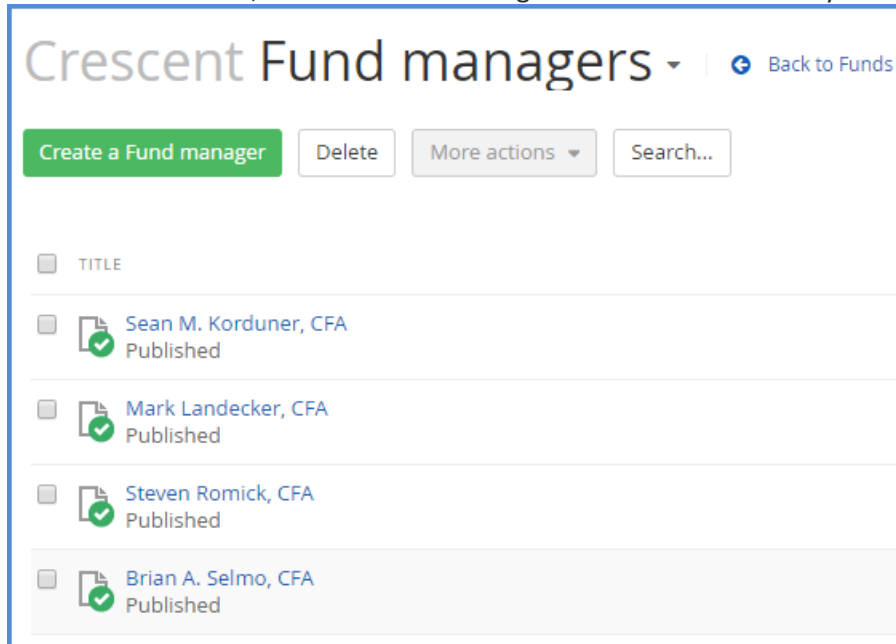 Crescent Fund managers Back to Funds
Create a Fund manager Delete More actions Search...
TITLE
Sean M. Korduner, CFA
Published
Mark Landecker, CFA
Published
Steven Romick, CFA
Published
Brian A. Selmo, CFA
Published